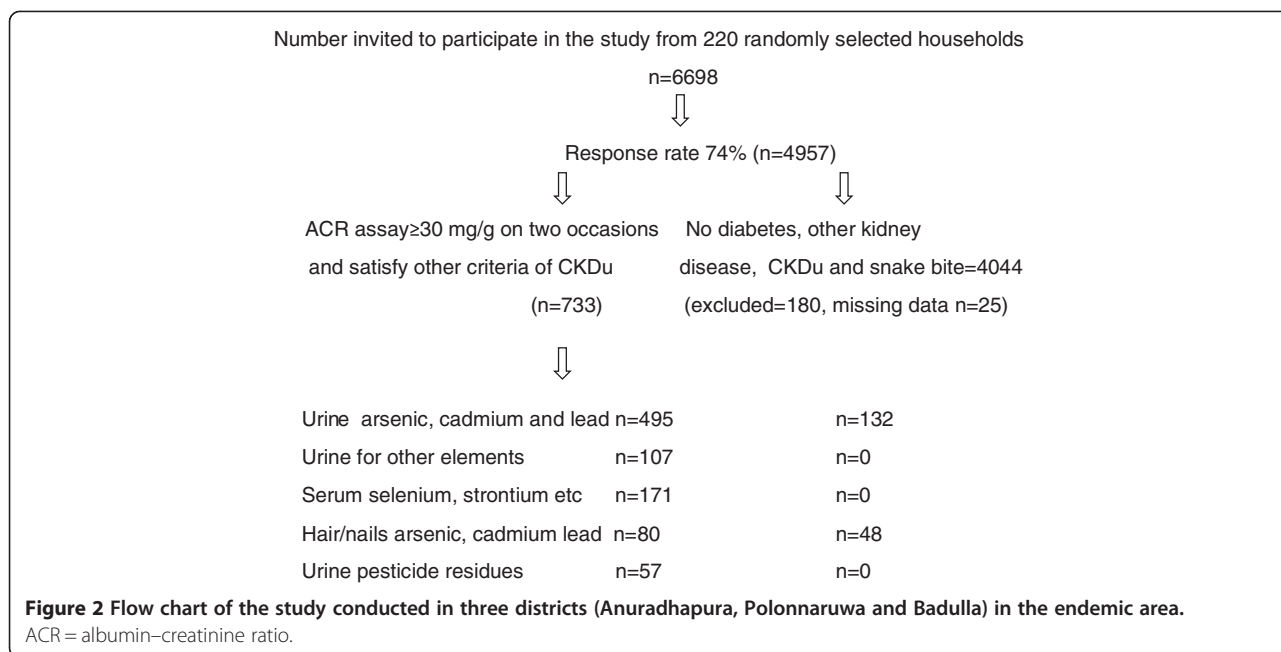 Number invited to participate in the study from 220 randomly selected households
n=6698
Response rate 74% (n=4957)
ACR assay≥30 mg/g on two occasions
and satisfy other criteria of CKDu
(n=733)
No diabetes, other kidney
disease, CKDu and snake bite=4044
(excluded=180, missing data n=25)
Urine arsenic, cadmium and lead n=495 n=132
Urine for other elements n=107 n=0
Serum selenium, strontium etc n=171 n=0
Hair/nails arsenic, cadmium lead n=80 n=48
Urine pesticide residues n=57 n=0
Figure 2 Flow chart of the study conducted in three districts (Anuradhapura, Polonnaruwa and Badulla) in the endemic area.
ACR = albumin–creatinine ratio.